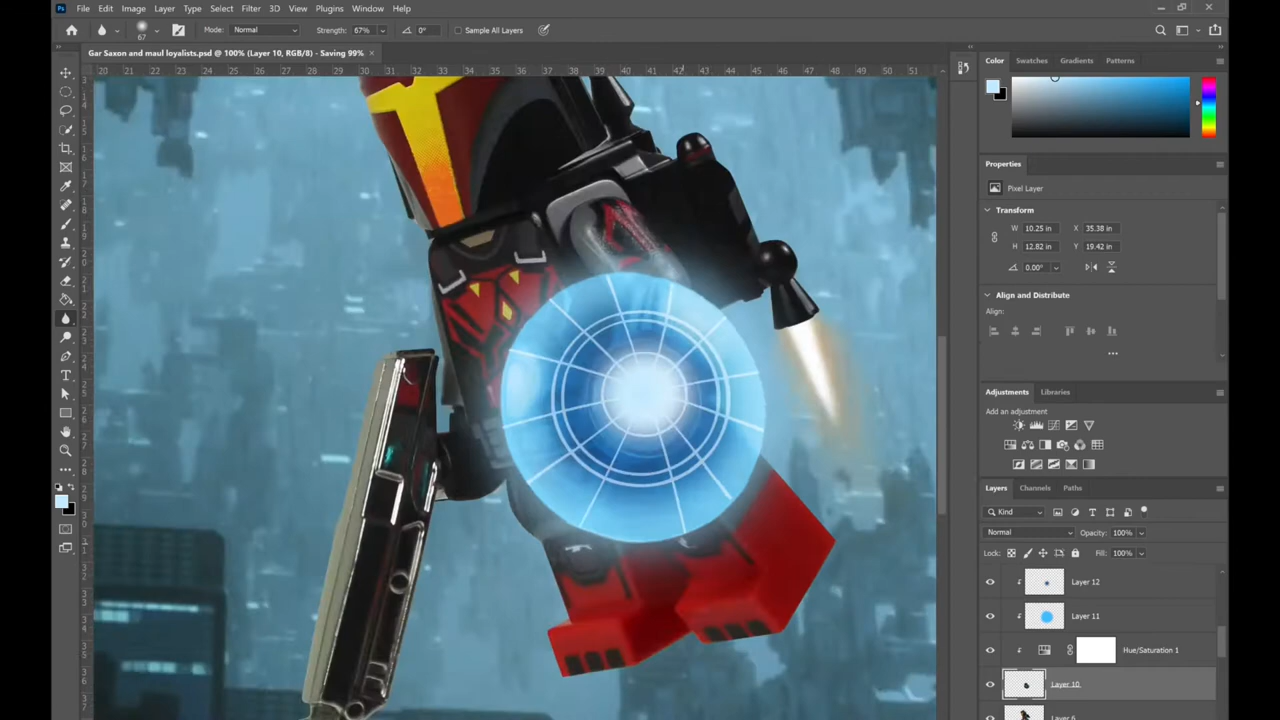 File Edit Image Layer Type Select Filter 3D View Plugins Window Help
67 Mode: Normal Strength: 67% 0° Sample All Layers
Gar Saxon and maul loyalists.psd @ 100% (Layer 10, RGB/8) - Saving 99% ×
20 21 22 23 24 25 26 27 28 29 30 31 32 33 34 35 36 37 38 39 40 41 42 43 44 45 46 47 48 49 50 51
Color Swatches Gradients Patterns
Properties
Pixel Layer
Transform
W 10.25 in X 35.38 in
H 12.82 in Y 19.42 in
0.00°
Align and Distribute
Align:
Adjustments Libraries
Add an adjustment
Layers Channels Paths
Kind
Normal Opacity: 100%
Lock: Fill: 100%
Layer 12
Layer 11
Hue/Saturation 1
Layer 10
Layer 6